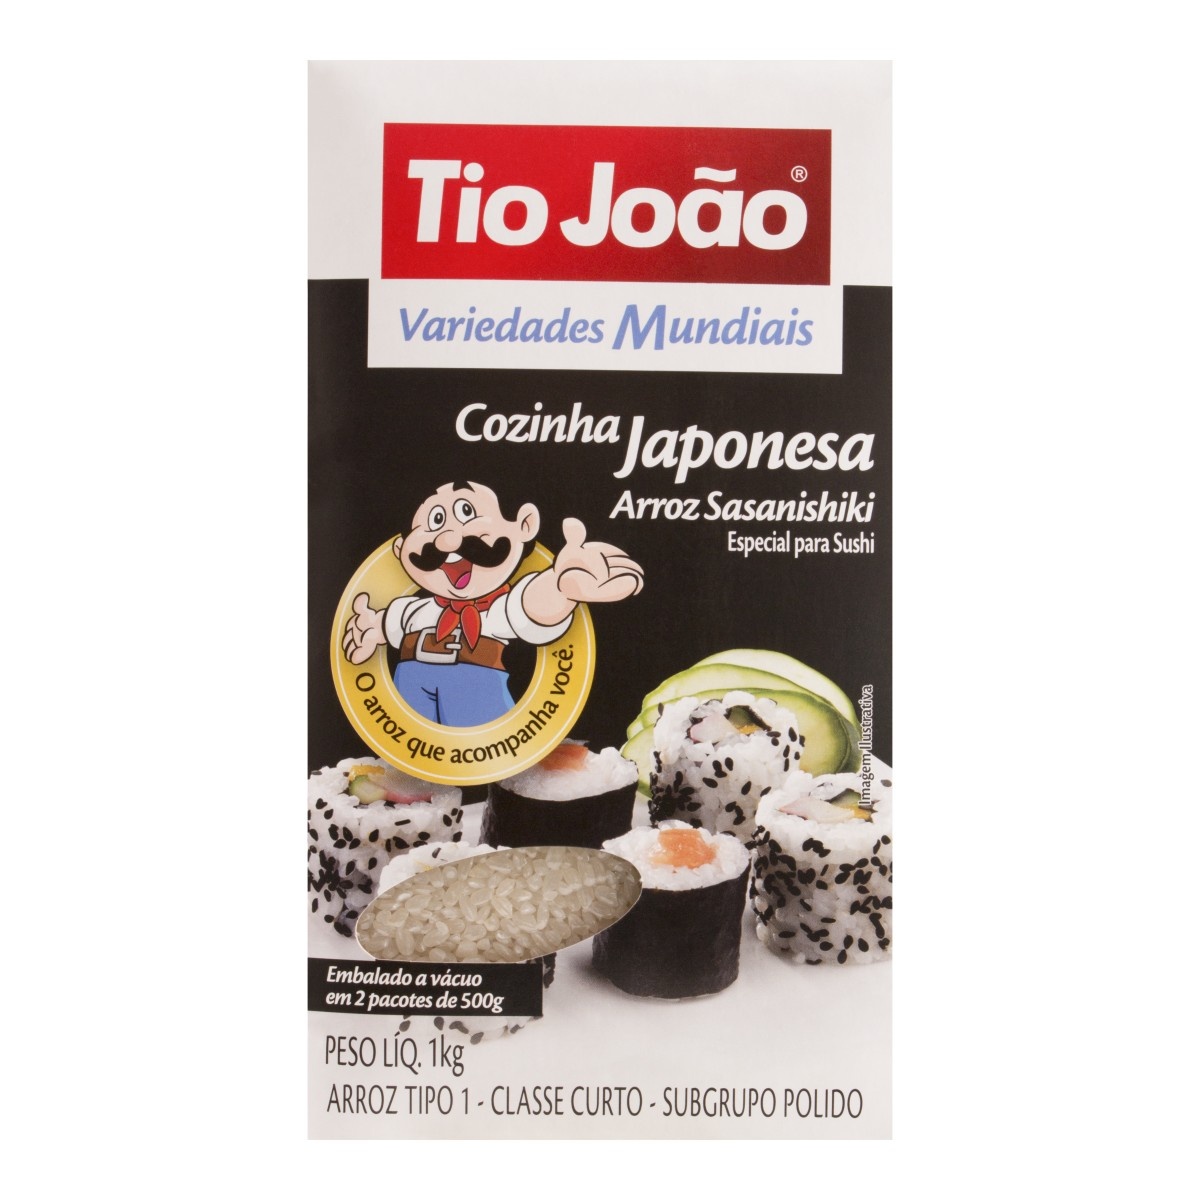 Tio João®
Variedades Mundiais
Cozinha Japonesa
Arroz Sasanishiki
Especial para Sushi
O arroz que acompanha você.
Imagem Ilustrativa
Embalado a vácuo
em 2 pacotes de 500g
PESO LÍQ. 1kg
ARROZ TIPO 1 - CLASSE CURTO - SUBGRUPO POLIDO